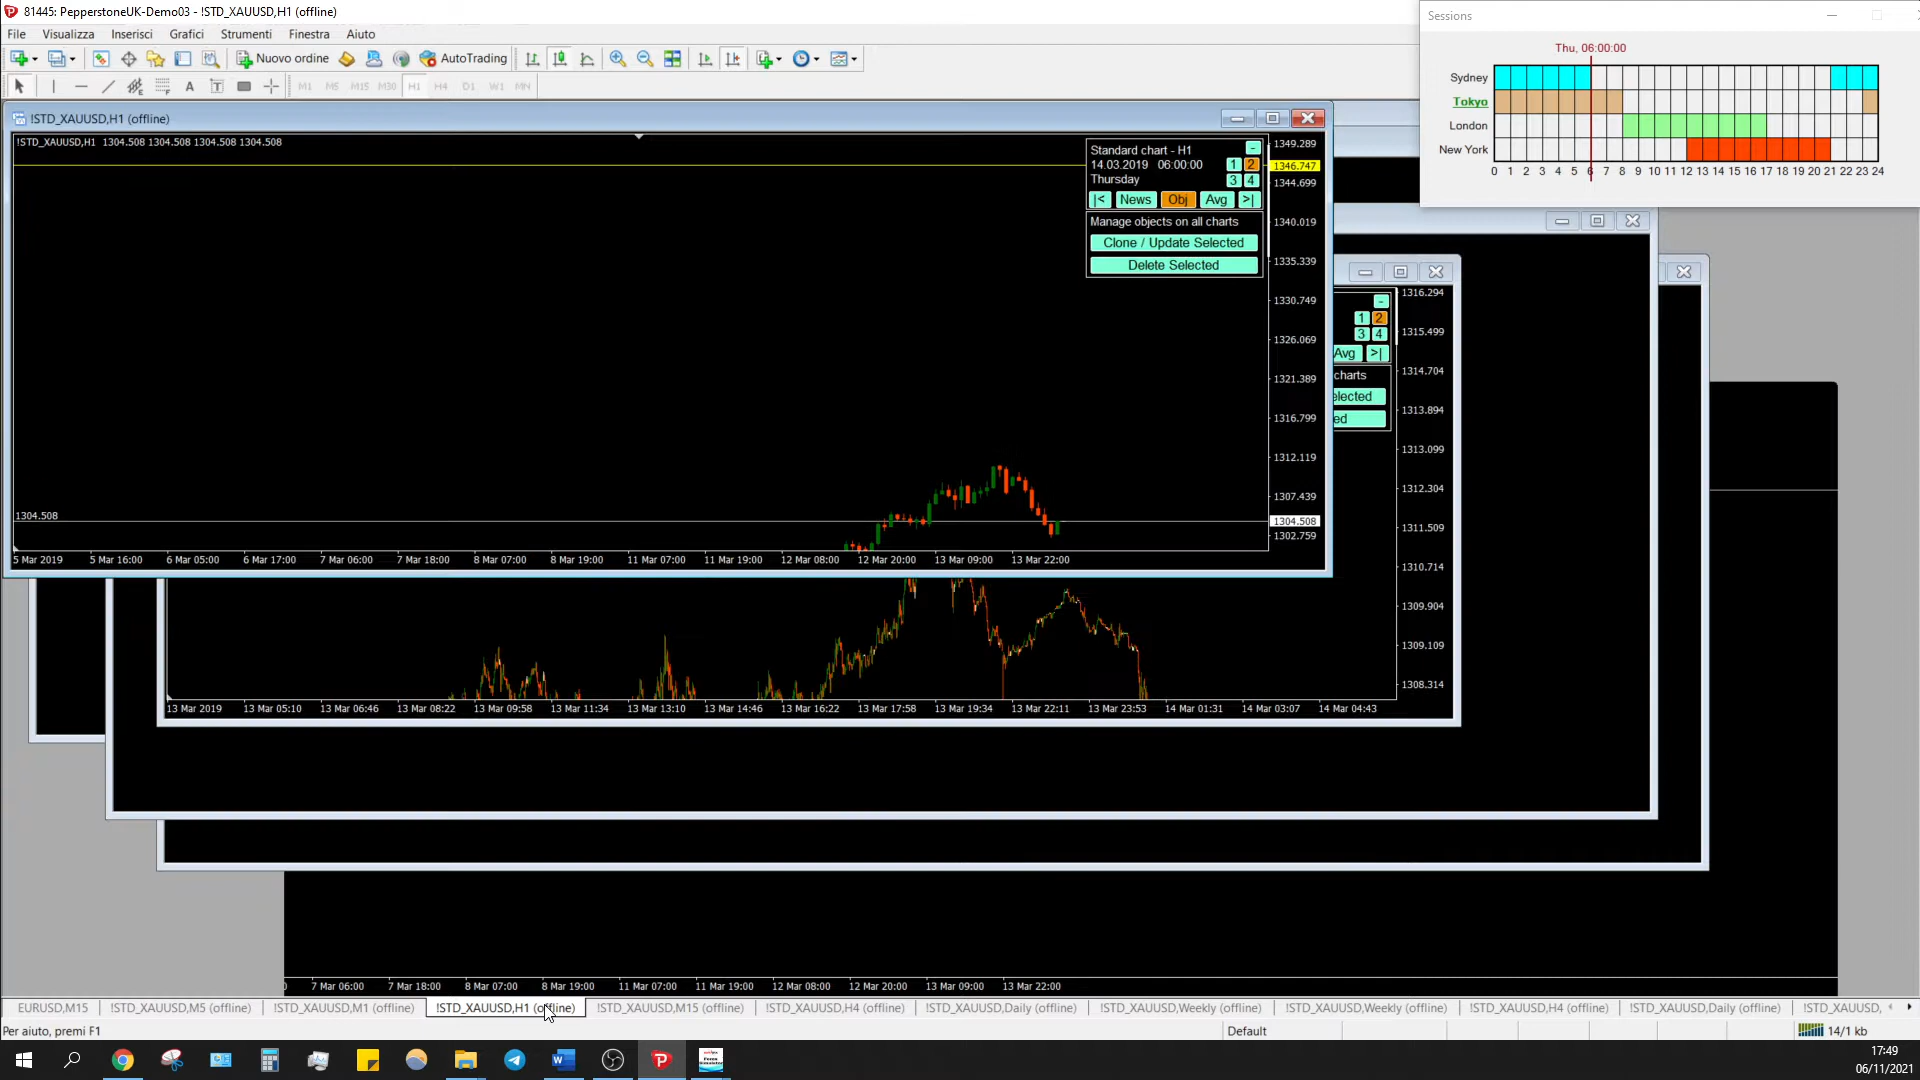 81445: PepperstoneUK-Demo03 - !STD_XAUUSD,H1 (offline)
File Visualizza Inserisci Grafici Strumenti Finestra Aiuto
Nuovo ordine AutoTrading
A T M1 M5 M15 M30 H1 H4 D1 W1 MN
Sessions
Thu, 06:00:00
Sydney
Tokyo
London
New York
0 1 2 3 4 5 6 7 8 9 10 11 12 13 14 15 16 17 18 19 20 21 22 23 24
!STD_XAUUSD,H1 (offline)
!STD_XAUUSD,H1 1304.508 1304.508 1304.508 1304.508
Standard chart - H1 -
14.03.2019 06:00:00 1 2
Thursday 3 4
|< News Obj Avg >|
Manage objects on all charts
Clone / Update Selected
Delete Selected
1349.289
1346.747
1344.699
1340.019
1335.339
1330.749
1326.069
1321.389
1316.799
1312.119
1307.439
1304.508
1302.759
1304.508
5 Mar 2019 5 Mar 16:00 6 Mar 05:00 6 Mar 17:00 7 Mar 06:00 7 Mar 18:00 8 Mar 07:00 8 Mar 19:00 11 Mar 07:00 11 Mar 19:00 12 Mar 08:00 12 Mar 20:00 13 Mar 09:00 13 Mar 22:00
-
1 2
3 4
Avg >|
charts
elected
ed
1316.294
1315.499
1314.704
1313.894
1313.099
1312.304
1311.509
1310.714
1309.904
1309.109
1308.314
13 Mar 2019 13 Mar 05:10 13 Mar 06:46 13 Mar 08:22 13 Mar 09:58 13 Mar 11:34 13 Mar 13:10 13 Mar 14:46 13 Mar 16:22 13 Mar 17:58 13 Mar 19:34 13 Mar 22:11 13 Mar 23:53 14 Mar 01:31 14 Mar 03:07 14 Mar 04:43
7 Mar 06:00 7 Mar 18:00 8 Mar 07:00 8 Mar 19:00 11 Mar 07:00 11 Mar 19:00 12 Mar 08:00 12 Mar 20:00 13 Mar 09:00 13 Mar 22:00
EURUSD,M15 !STD_XAUUSD,M5 (offline) !STD_XAUUSD,M1 (offline) !STD_XAUUSD,H1 (offline) !STD_XAUUSD,M15 (offline) !STD_XAUUSD,H4 (offline) !STD_XAUUSD,Daily (offline) !STD_XAUUSD,Weekly (offline) !STD_XAUUSD,Weekly (offline) !STD_XAUUSD,H4 (offline) !STD_XAUUSD,Daily (offline) !STD_XAUUSD,
Per aiuto, premi F1 Default 14/1 kb
17:49
06/11/2021